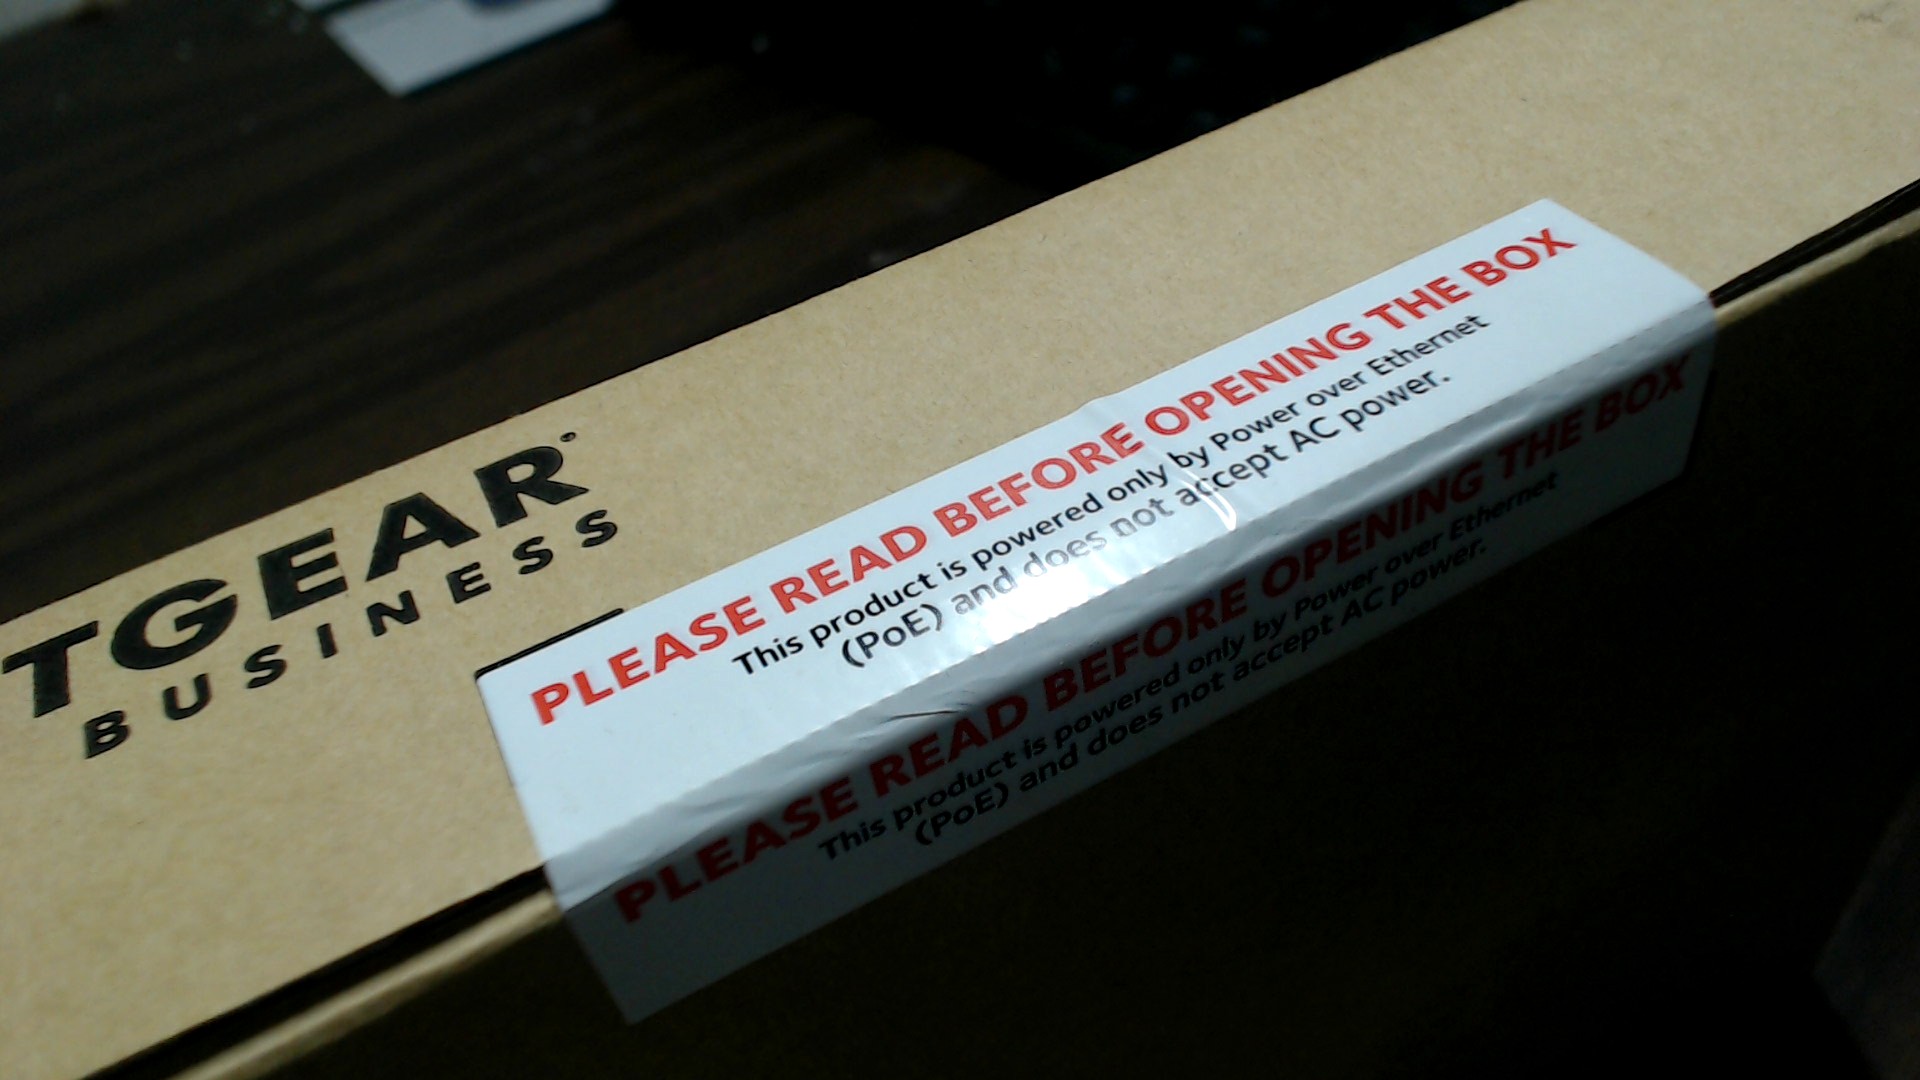 TGEAR®
BUSINESS
PLEASE READ BEFORE OPENING THE BOX
This product is powered only by Power over Ethernet
(PoE) and does not accept AC power.
PLEASE READ BEFORE OPENING THE BOX
This product is powered only by Power over Ethernet
(PoE) and does not accept AC power.